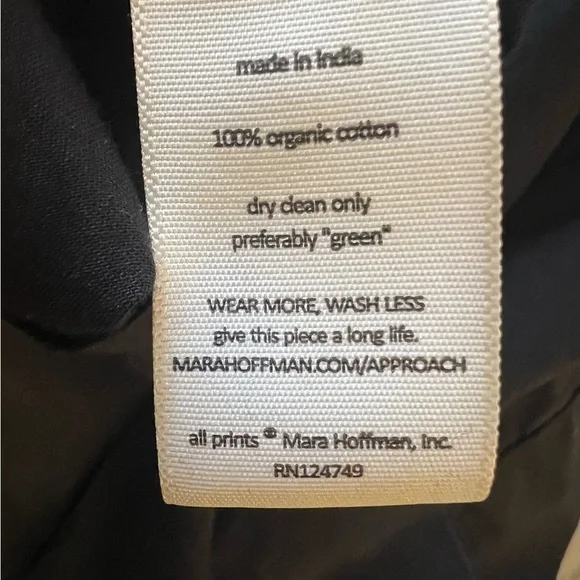 made in india
100% organic cotton
dry clean only
preferably "green"
WEAR MORE, WASH LESS
give this piece a long life.
MARAHOFFMAN.COM/APPROACH
all prints ® Mara Hoffman, Inc.
RN124749